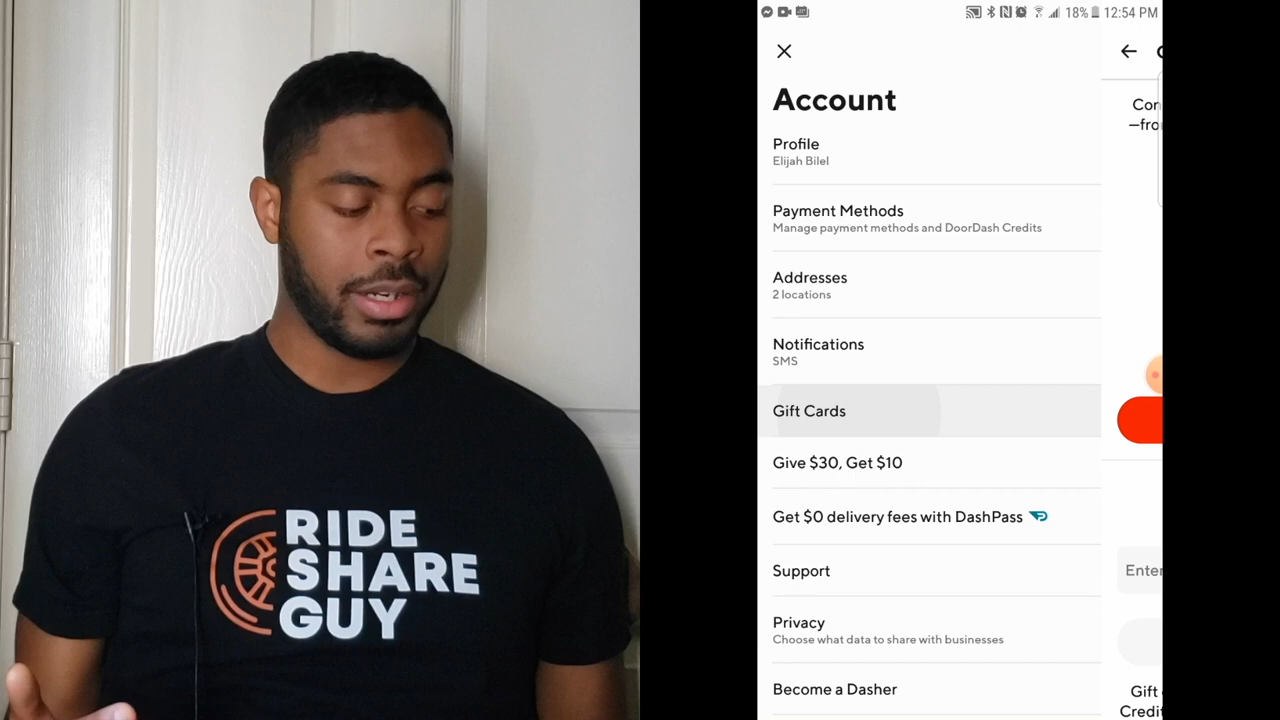 RIDE
SHARE
GUY
18% 12:54 PM
Account
Profile
Elijah Bilel
Payment Methods
Manage payment methods and DoorDash Credits
Addresses
2 locations
Notifications
SMS
Gift Cards
Give $30, Get $10
Get $0 delivery fees with DashPass
Support
Privacy
Choose what data to share with businesses
Become a Dasher
Gift